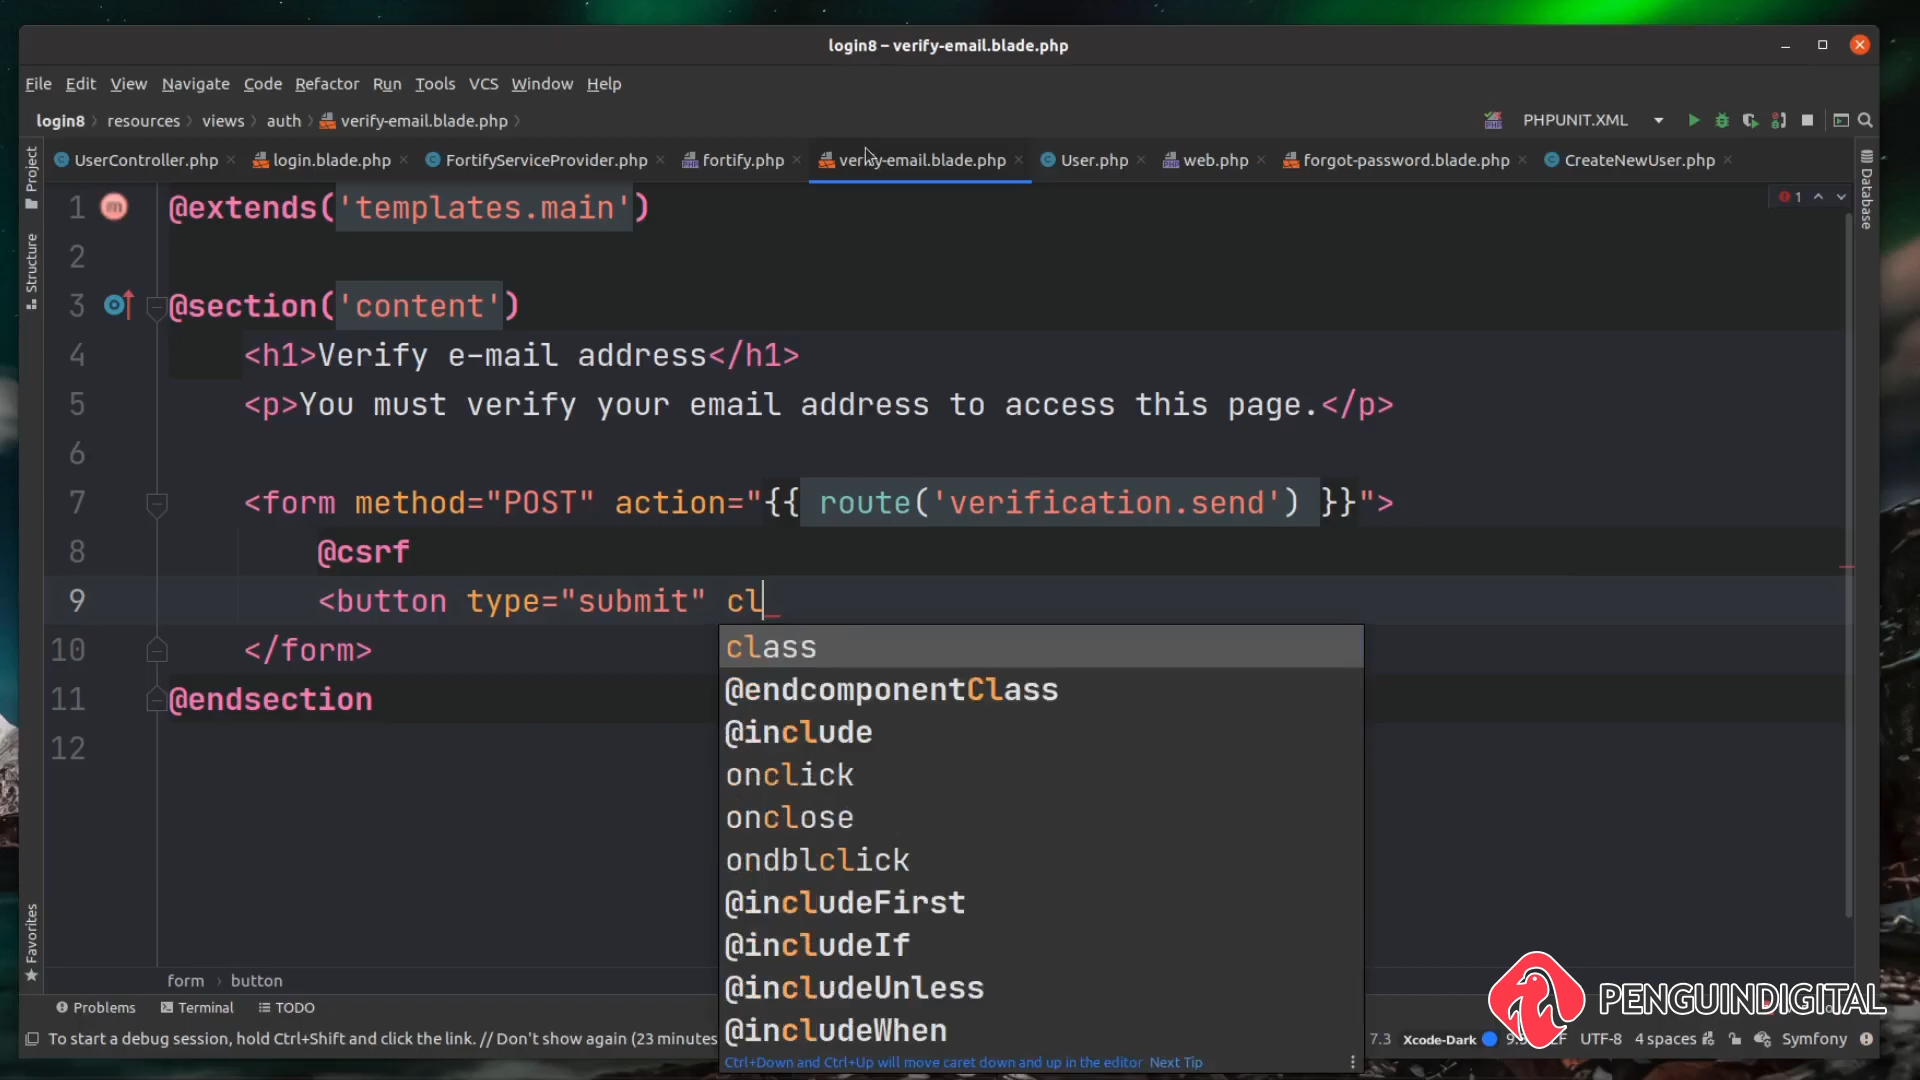 login8 – verify-email.blade.php
File Edit View Navigate Code Refactor Run Tools VCS Window Help
login8 resources views auth verify-email.blade.php
PHPUNIT.XML
UserController.php login.blade.php FortifyServiceProvider.php fortify.php verify-email.blade.php User.php web.php forgot-password.blade.php CreateNewUser.php
Project
Structure
Favorites
Database
1
1 @extends('templates.main')
2
3 @section('content')
4 <h1>Verify e-mail address</h1>
5 <p>You must verify your email address to access this page.</p>
6
7 <form method="POST" action="{{ route('verification.send') }}">
8 @csrf
9 <button type="submit" cl
10 </form>
11 @endsection
12
class
@endcomponentClass
@include
onclick
onclose
ondblclick
@includeFirst
@includeIf
@includeUnless
@includeWhen
Ctrl+Down and Ctrl+Up will move caret down and up in the editor Next Tip
form › button
Problems Terminal TODO
PENGUINDIGITAL
To start a debug session, hold Ctrl+Shift and click the link. // Don't show again (23 minutes
7.3 Xcode-Dark UTF-8 4 spaces Symfony